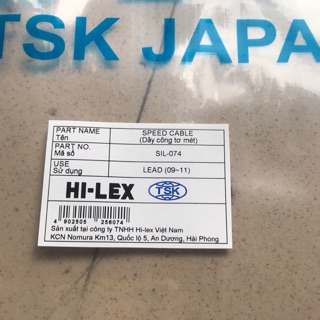 TSK JAPA
PART NAME SPEED CABLE
Tên (Dây công tơ mét)
PART NO. SIL-074
Mã số
USE LEAD (09~11)
Sử dụng
HI-LEX TSK
4 902505 258074
Sản xuất tại công ty TNHH Hi-lex Việt Nam
KCN Nomura Km13, Quốc lộ 5, An Dương, Hải Phòng